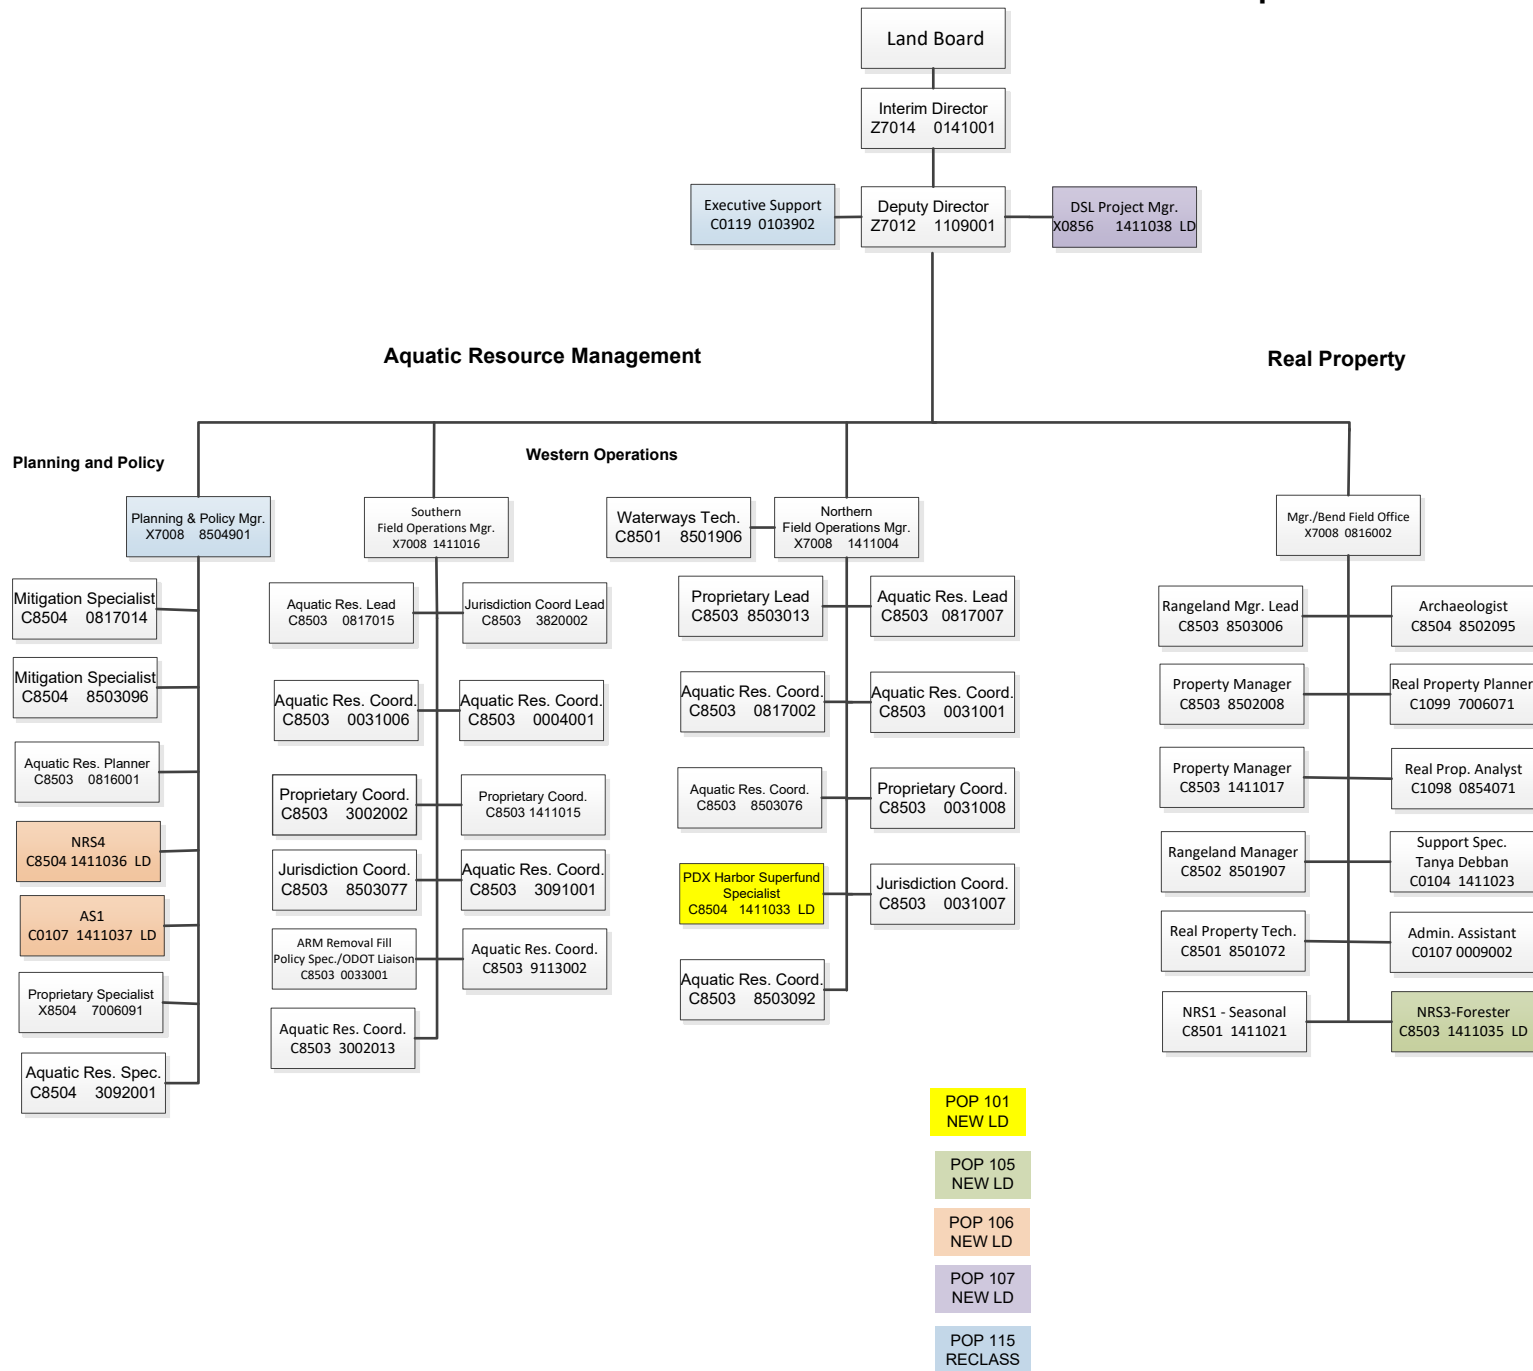 Land Board
Interim Director
Z7014 0141001
Executive Support
C0119 0103902
Deputy Director
Z7012 1109001
DSL Project Mgr.
X0856 1411038 LD
Aquatic Resource Management
Real Property
Planning and Policy
Western Operations
Planning & Policy Mgr.
X7008 8504901
Southern
Field Operations Mgr.
X7008 1411016
Waterways Tech.
C8501 8501906
Northern
Field Operations Mgr.
X7008 1411004
Mgr./Bend Field Office
X7008 0816002
Mitigation Specialist
C8504 0817014
Mitigation Specialist
C8504 8503096
Aquatic Res. Planner
C8503 0816001
NRS4
C8504 1411036 LD
AS1
C0107 1411037 LD
Proprietary Specialist
X8504 7006091
Aquatic Res. Spec.
C8504 3092001
Aquatic Res. Lead
C8503 0817015
Jurisdiction Coord Lead
C8503 3820002
Aquatic Res. Coord.
C8503 0031006
Aquatic Res. Coord.
C8503 0004001
Proprietary Coord.
C8503 3002002
Proprietary Coord.
C8503 1411015
Jurisdiction Coord.
C8503 8503077
Aquatic Res. Coord.
C8503 3091001
ARM Removal Fill
Policy Spec./ODOT Liaison
C8503 0033001
Aquatic Res. Coord.
C8503 9113002
Aquatic Res. Coord.
C8503 3002013
Proprietary Lead
C8503 8503013
Aquatic Res. Lead
C8503 0817007
Aquatic Res. Coord.
C8503 0817002
Aquatic Res. Coord.
C8503 0031001
Aquatic Res. Coord.
C8503 8503076
Proprietary Coord.
C8503 0031008
PDX Harbor Superfund
Specialist
C8504 1411033 LD
Jurisdiction Coord.
C8503 0031007
Aquatic Res. Coord.
C8503 8503092
Rangeland Mgr. Lead
C8503 8503006
Archaeologist
C8504 8502095
Property Manager
C8503 8502008
Real Property Planner
C1099 7006071
Property Manager
C8503 1411017
Real Prop. Analyst
C1098 0854071
Rangeland Manager
C8502 8501907
Support Spec.
Tanya Debban
C0104 1411023
Real Property Tech.
C8501 8501072
Admin. Assistant
C0107 0009002
NRS1 - Seasonal
C8501 1411021
NRS3-Forester
C8503 1411035 LD
POP 101
NEW LD
POP 105
NEW LD
POP 106
NEW LD
POP 107
NEW LD
POP 115
RECLASS